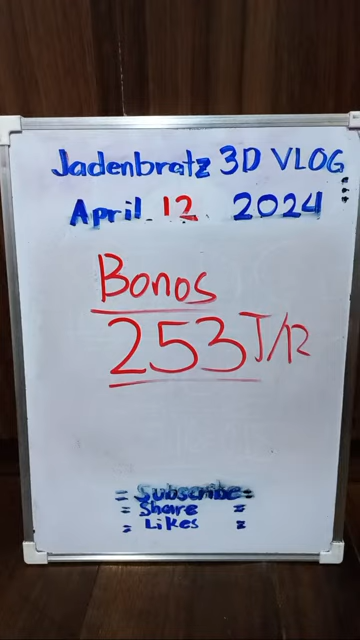 Jadenbratz 3D VLOG
April 12 2024
Bonos
253 T/R
= Subscribe =
= Share =
= Likes =